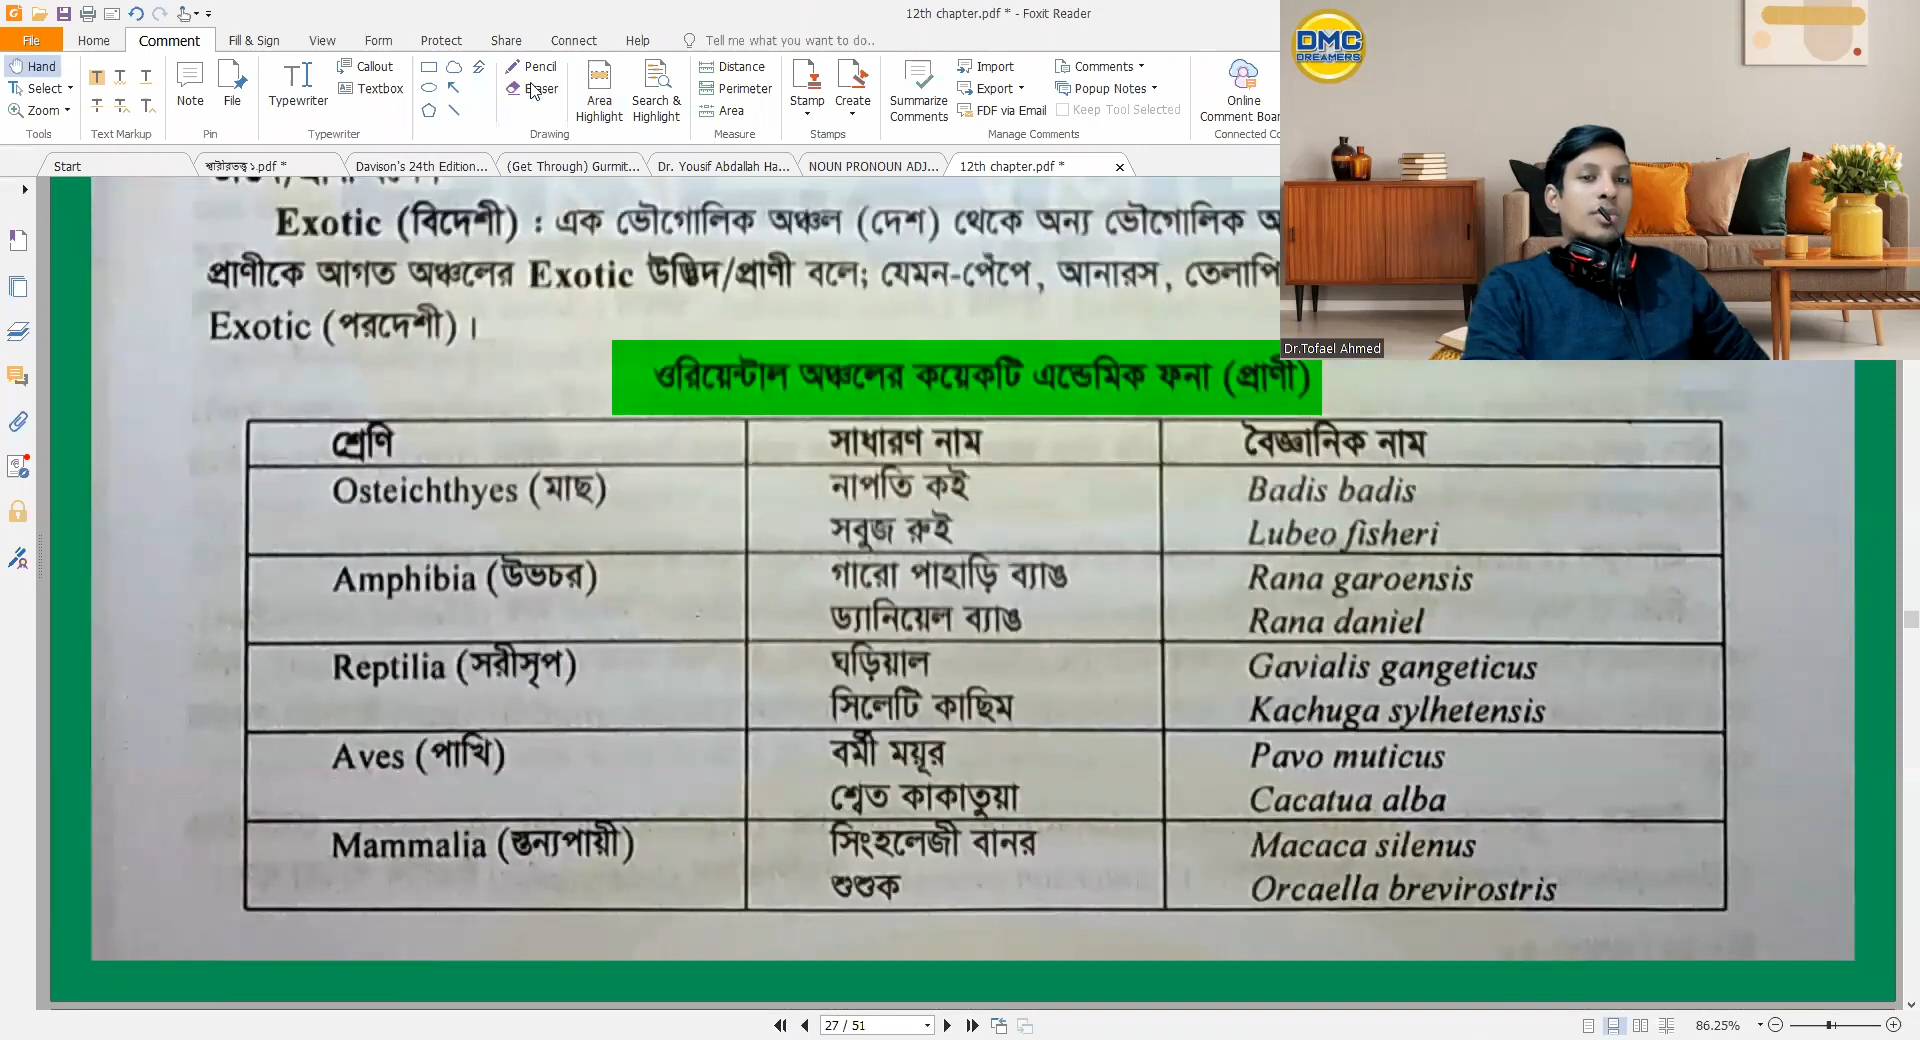 12th chapter.pdf * - Foxit Reader
File Home Comment Fill & Sign View Form Protect Share Connect Help Tell me what you want to do..
Hand
Select
Zoom
Tools
Text Markup
Note
File
Pin
Typewriter
Callout
Textbox
Typewriter
Pencil
Eraser
Drawing
Area Highlight
Search & Highlight
Distance
Perimeter
Area
Measure
Stamp
Create
Stamps
Summarize Comments
Import
Export
FDF via Email
Comments
Popup Notes
Keep Tool Selected
Manage Comments
Online
Comment Boar
Connected Co
DMC
DREAMERS
Dr.Tofael Ahmed
Start শারীরতত্ত্ব ১.pdf * Davison's 24th Edition... (Get Through) Gurmit... Dr. Yousif Abdallah Ha... NOUN PRONOUN ADJ... 12th chapter.pdf *
Exotic (বিদেশী) : এক ভৌগোলিক অঞ্চল (দেশ) থেকে অন্য ভৌগোলিক
প্রাণীকে আগত অঞ্চলের Exotic উদ্ভিদ/প্রাণী বলে; যেমন-পেঁপে, আনারস, তেলাপি
Exotic (পরদেশী)।
ওরিয়েন্টাল অঞ্চলের কয়েকটি এন্ডেমিক ফনা (প্রাণী)
শ্রেণি সাধারণ নাম বৈজ্ঞানিক নাম
Osteichthyes (মাছ) নাপতি কই Badis badis
সবুজ রুই Lubeo fisheri
Amphibia (উভচর) গারো পাহাড়ি ব্যাঙ Rana garoensis
ড্যানিয়েল ব্যাঙ Rana daniel
Reptilia (সরীসৃপ) ঘড়িয়াল Gavialis gangeticus
সিলেটি কাছিম Kachuga sylhetensis
Aves (পাখি) বর্মী ময়ূর Pavo muticus
শ্বেত কাকাতুয়া Cacatua alba
Mammalia (স্তন্যপায়ী) সিংহলেজী বানর Macaca silenus
শুশুক Orcaella brevirostris
27 / 51
86.25%